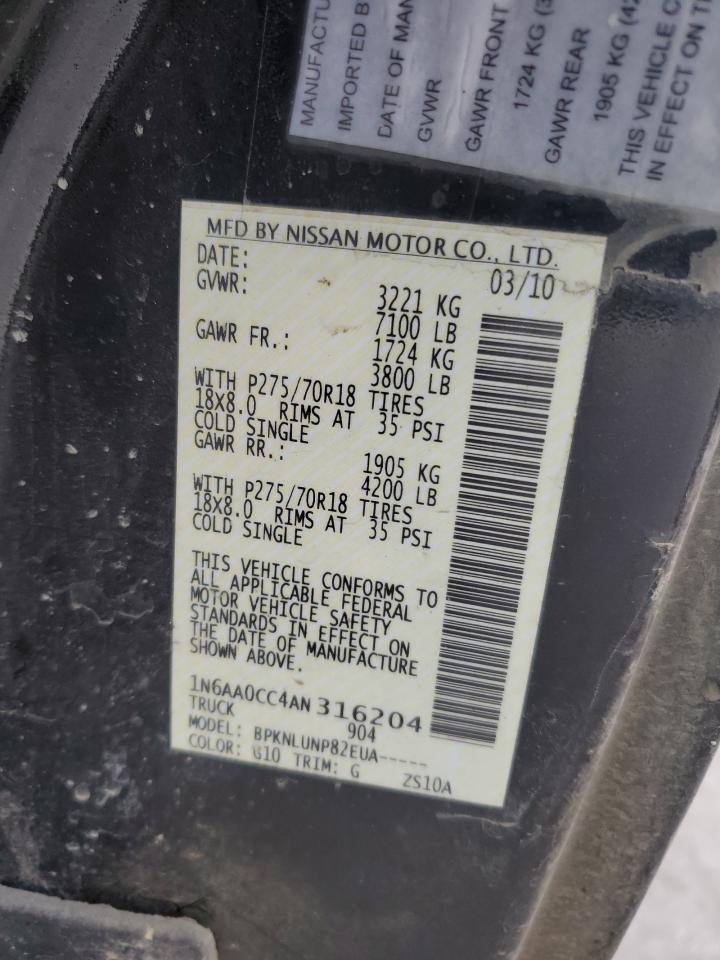 MANUFACTU
IMPORTED B
DATE OF MAN
GVWR
GAWR FRONT
1724 KG (3
GAWR REAR
1905 KG (42
THIS VEHICLE C
IN EFFECT ON T
MFD BY NISSAN MOTOR CO., LTD.
DATE: 03/10
GVWR: 3221 KG
7100 LB
GAWR FR.: 1724 KG
3800 LB
WITH P275/70R18 TIRES
18X8.0 RIMS AT 35 PSI
COLD SINGLE
GAWR RR.: 1905 KG
4200 LB
WITH P275/70R18 TIRES
18X8.0 RIMS AT 35 PSI
COLD SINGLE
THIS VEHICLE CONFORMS TO
ALL APPLICABLE FEDERAL
MOTOR VEHICLE SAFETY
STANDARDS IN EFFECT ON
THE DATE OF MANUFACTURE
SHOWN ABOVE.
1N6AA0CC4AN 316204
TRUCK 904
MODEL: BPKNLUNP82EUA-----
COLOR: G10 TRIM: G ZS10A